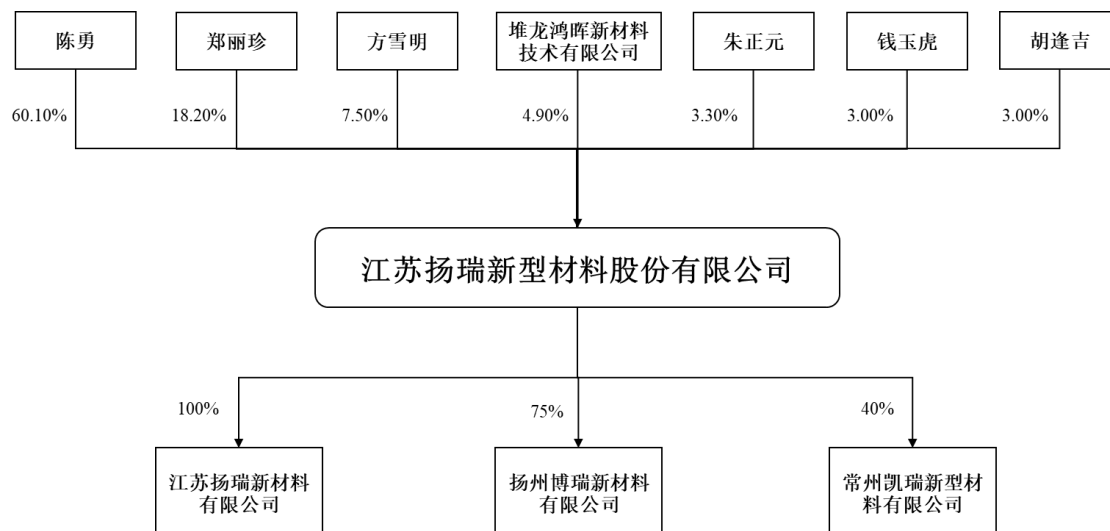 陈勇
郑丽珍
方雪明
堆龙鸿晖新材料
技术有限公司
朱正元
钱玉虎
胡逢吉
60.10%
18.20%
7.50%
4.90%
3.30%
3.00%
3.00%
江苏扬瑞新型材料股份有限公司
100%
75%
40%
江苏扬瑞新材料
有限公司
扬州博瑞新材料
有限公司
常州凯瑞新型材
料有限公司